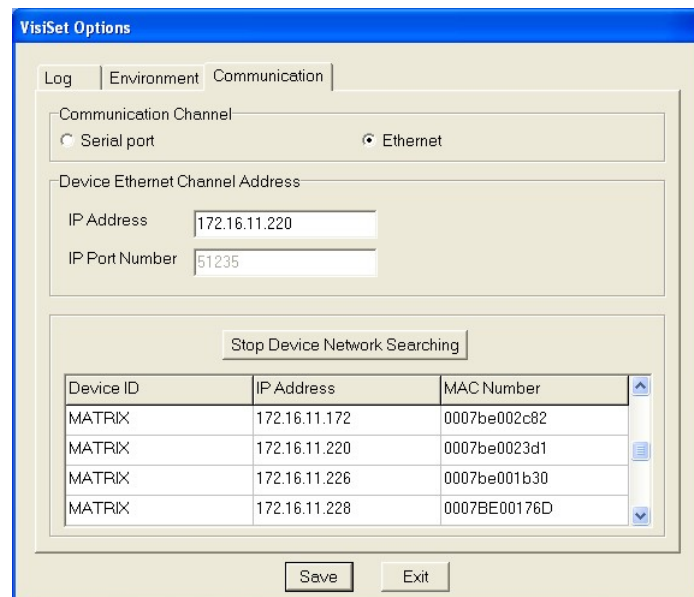 VisiSet Options
Log Environment Communication
Communication Channel
Serial port Ethernet
Device Ethernet Channel Address
IP Address 172.16.11.220
IP Port Number 51235
Stop Device Network Searching
Device ID IP Address MAC Number
MATRIX 172.16.11.172 0007be002c82
MATRIX 172.16.11.220 0007be0023d1
MATRIX 172.16.11.226 0007be001b30
MATRIX 172.16.11.228 0007BE00176D
Save Exit